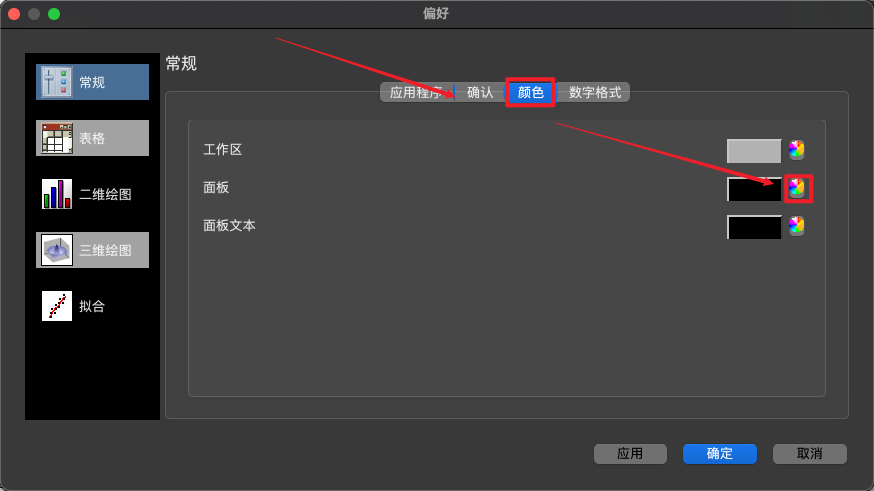 偏好
常规
表格
二维绘图
三维绘图
拟合
常规
应用程序 确认 颜色 数字格式
工作区
面板
面板文本
应用 确定 取消